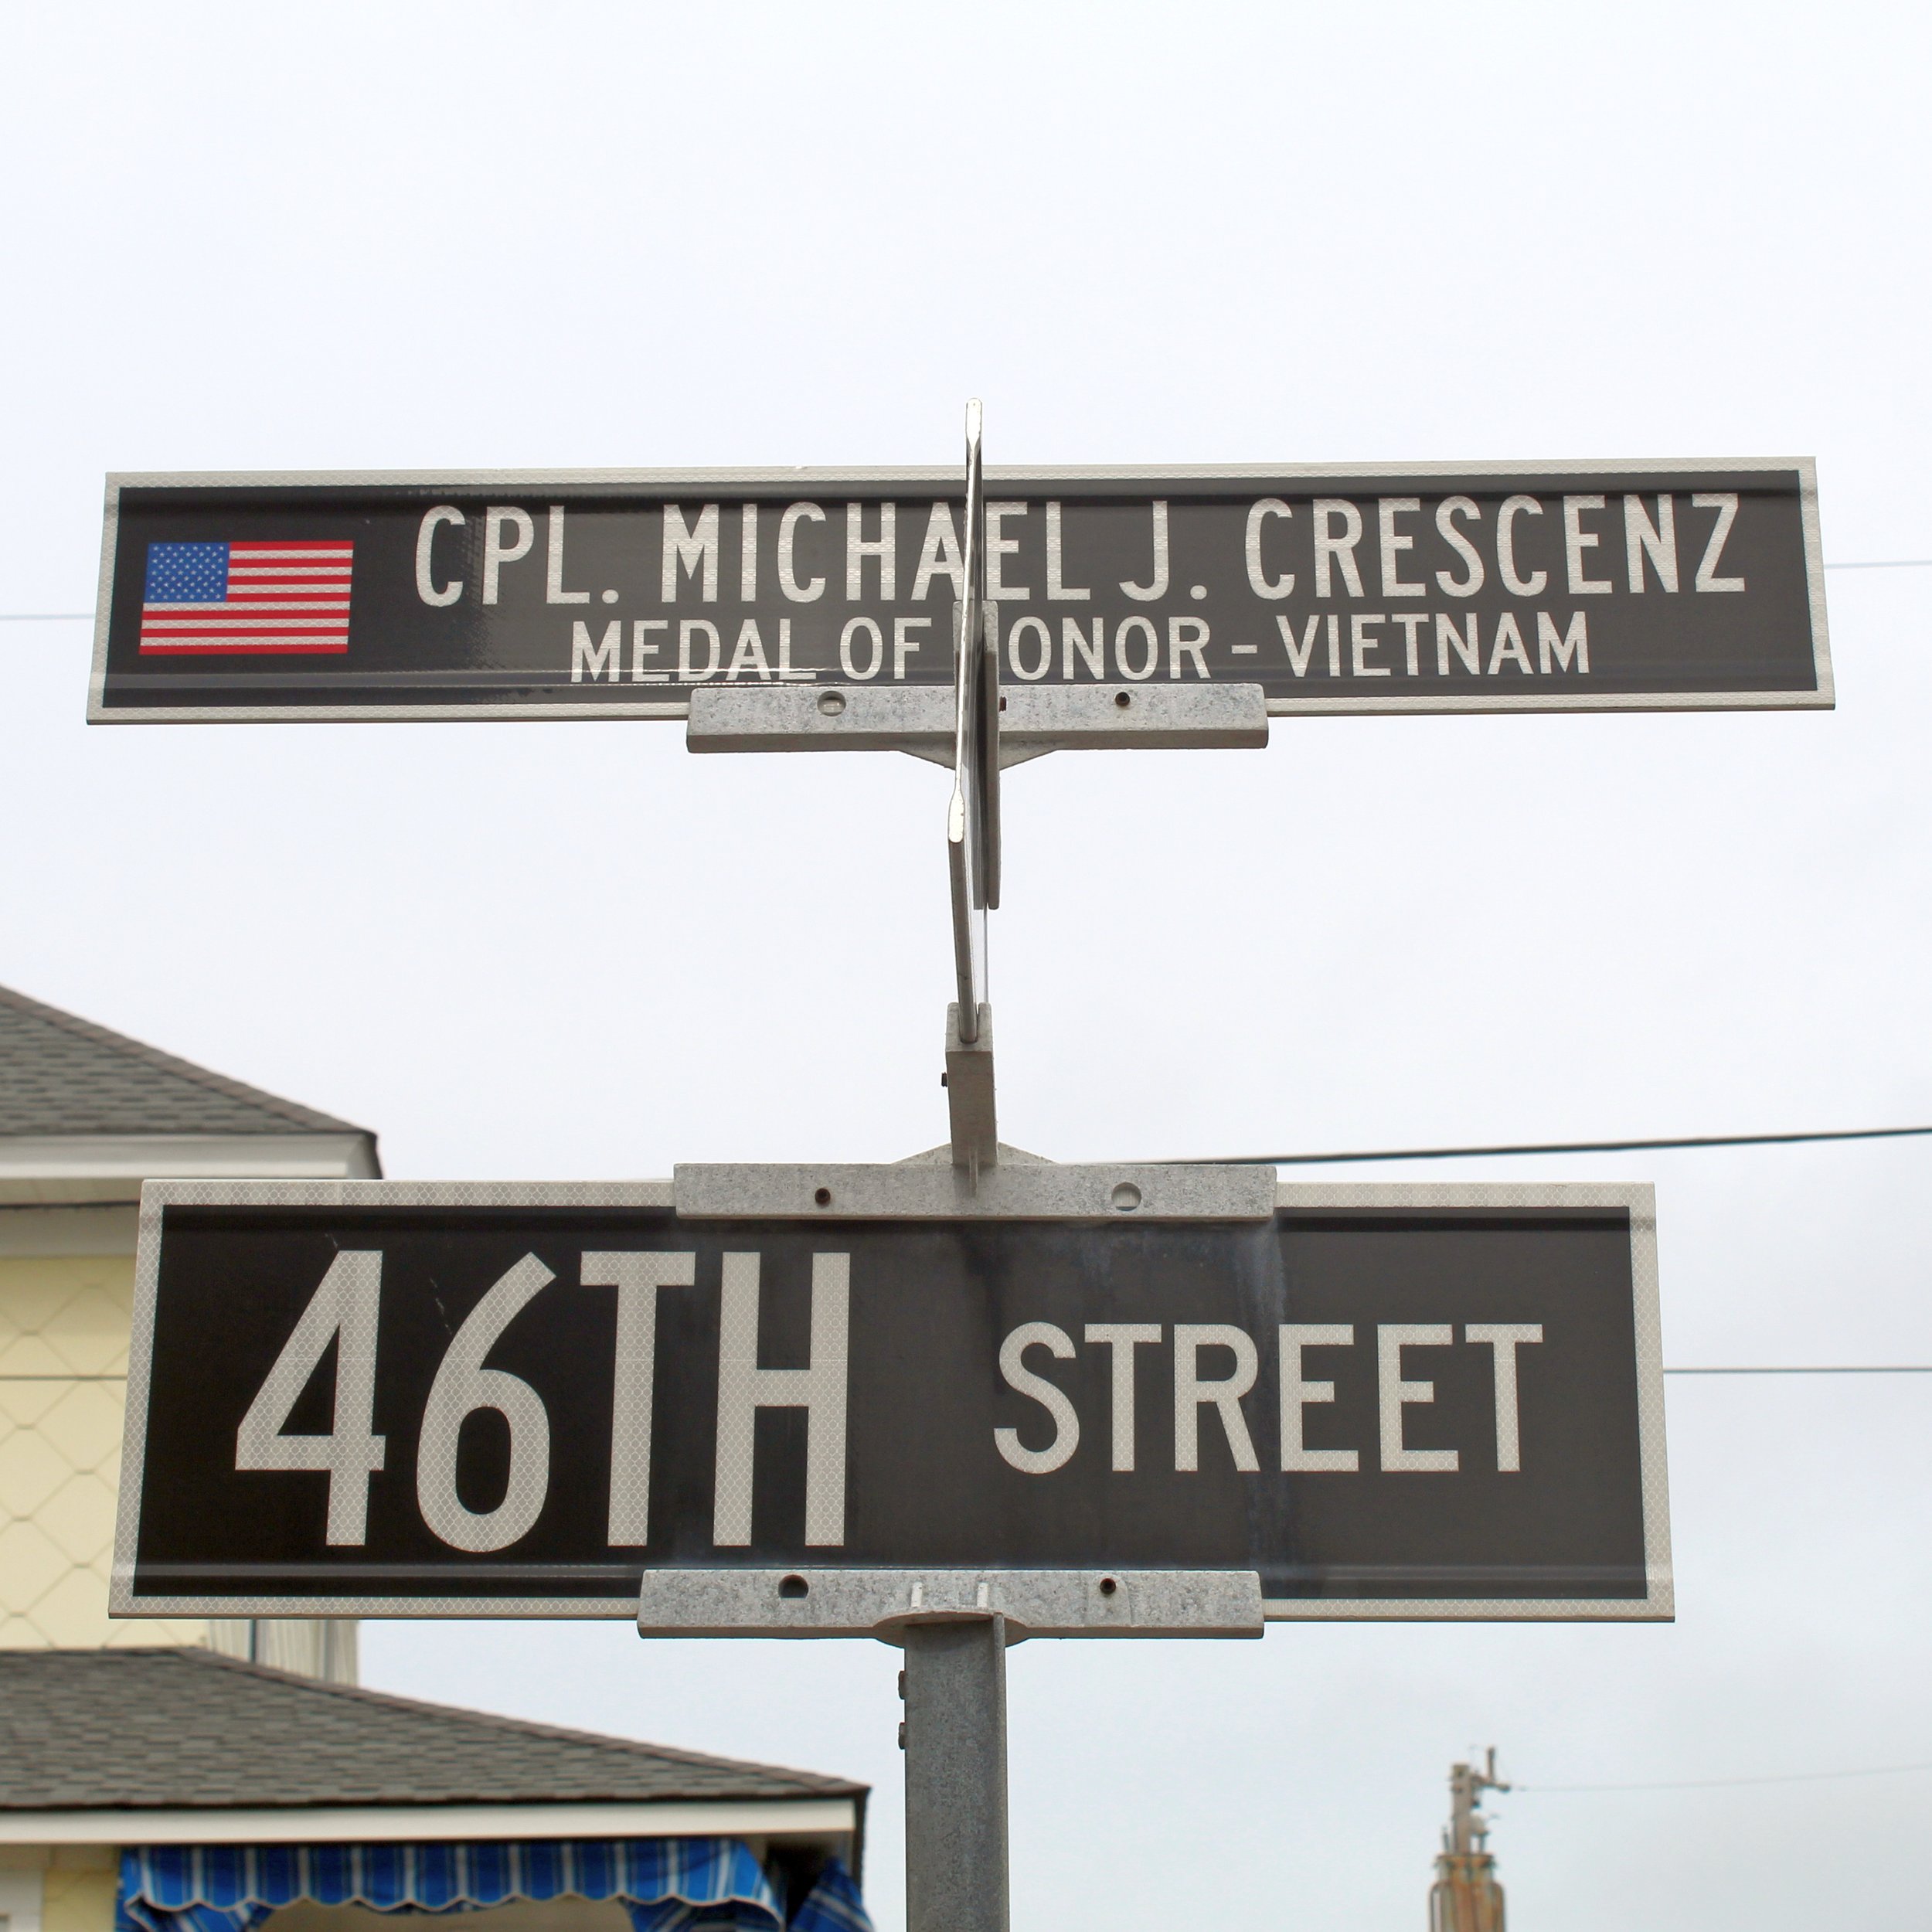 CPL. MICHAEL J. CRESCENZ
MEDAL OF HONOR - VIETNAM
46TH STREET